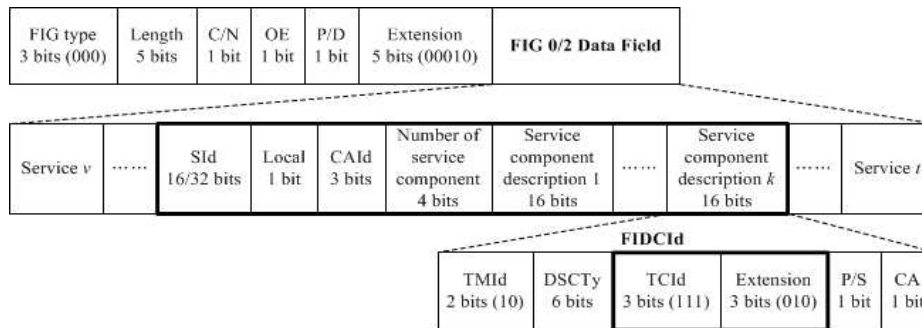 FIG type
3 bits (000)
Length
5 bits
C/N
1 bit
OE
1 bit
P/D
1 bit
Extension
5 bits (00010)
FIG 0/2 Data Field
Service v
……
SId
16/32 bits
Local
1 bit
CAId
3 bits
Number of
service
component
4 bits
Service
component
description 1
16 bits
……
Service
component
description k
16 bits
……
Service t
FIDCId
TMId
2 bits (10)
DSCTy
6 bits
TCId
3 bits (111)
Extension
3 bits (010)
P/S
1 bit
CA
1 bit